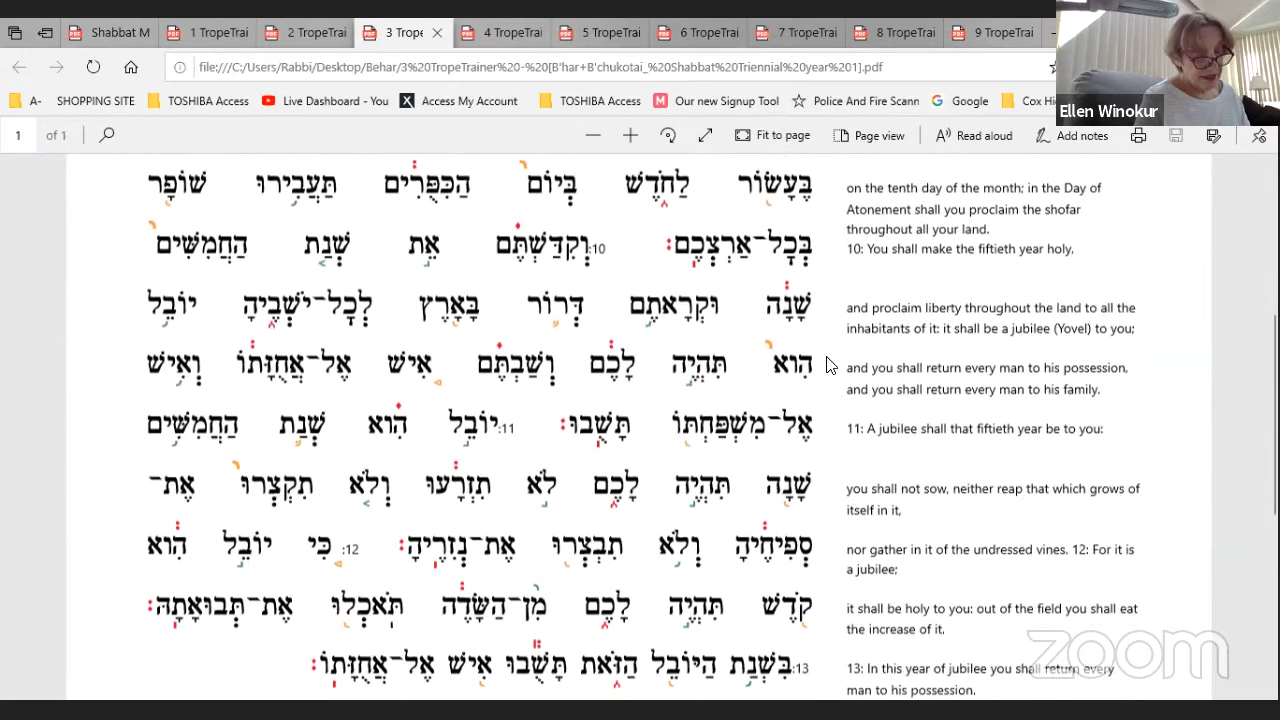 Shabbat M
1 TropeTrai
2 TropeTrai
3 Trope
4 TropeTrai
5 TropeTrai
6 TropeTrai
7 TropeTrai
8 TropeTrai
9 TropeTrai
file:///C:/Users/Rabbi/Desktop/Behar/3%20TropeTrainer%20-%20[B'har+B'chukotai_%20Shabbat%20Triennial%20year%201].pdf
A-
SHOPPING SITE
TOSHIBA Access
Live Dashboard - You
Access My Account
TOSHIBA Access
Our new Signup Tool
Police And Fire Scann
Google
Cox Hi
Ellen Winokur
1 of 1
Fit to page
Page view
Read aloud
Add notes
בֶּעָשׂ֖וֹר לַחֹ֑דֶשׁ בְּיוֹם֙ הַכִּפֻּרִ֔ים תַּעֲבִ֥ירוּ שׁוֹפָ֖ר
on the tenth day of the month; in the Day of
Atonement shall you proclaim the shofar
throughout all your land.
בְּכָל־אַרְצְכֶֽם׃ 10: וְקִדַּשְׁתֶּ֗ם אֵ֣ת שְׁנַ֤ת הַחֲמִשִּׁים֙
10: You shall make the fiftieth year holy,
שָׁנָ֔ה וּקְרָאתֶ֥ם דְּר֛וֹר בָּאָ֖רֶץ לְכָל־יֹשְׁבֶ֑יהָ יוֹבֵ֥ל
and proclaim liberty throughout the land to all the
inhabitants of it: it shall be a jubilee (Yovel) to you;
הִוא֙ תִּהְיֶ֣ה לָכֶ֔ם וְשַׁבְתֶּ֗ם אִ֚ישׁ אֶל־אֲחֻזָּת֔וֹ וְאִ֥ישׁ
and you shall return every man to his possession,
and you shall return every man to his family.
אֶל־מִשְׁפַּחְתּ֖וֹ תָּשֻֽׁבוּ׃ 11: יוֹבֵ֣ל הִ֗וא שְׁנַ֛ת הַחֲמִשִּׁ֥ים
11: A jubilee shall that fiftieth year be to you:
שָׁנָ֖ה תִּהְיֶ֣ה לָכֶ֑ם לֹ֣א תִזְרָ֔עוּ וְלֹ֤א תִקְצְרוּ֙ אֶת־
you shall not sow, neither reap that which grows of
itself in it,
סְפִיחֶ֔יהָ וְלֹ֥א תִבְצְר֖וּ אֶת־נְזִרֶֽיהָ׃ 12: כִּ֚י יוֹבֵ֣ל הִ֔וא
nor gather in it of the undressed vines. 12: For it is
a jubilee;
קֹ֖דֶשׁ תִּהְיֶ֣ה לָכֶ֑ם מִן־הַ֨שָּׂדֶ֔ה תֹּאכְל֖וּ אֶת־תְּבוּאָתָֽהּ׃
it shall be holy to you: out of the field you shall eat
the increase of it.
13: בִּשְׁנַ֥ת הַיּוֹבֵ֖ל הַזֹּ֑את תָּשֻׁ֕בוּ אִ֖ישׁ אֶל־אֲחֻזָּתֽוֹ׃
13: In this year of jubilee you shall return every
man to his possession.
zoom